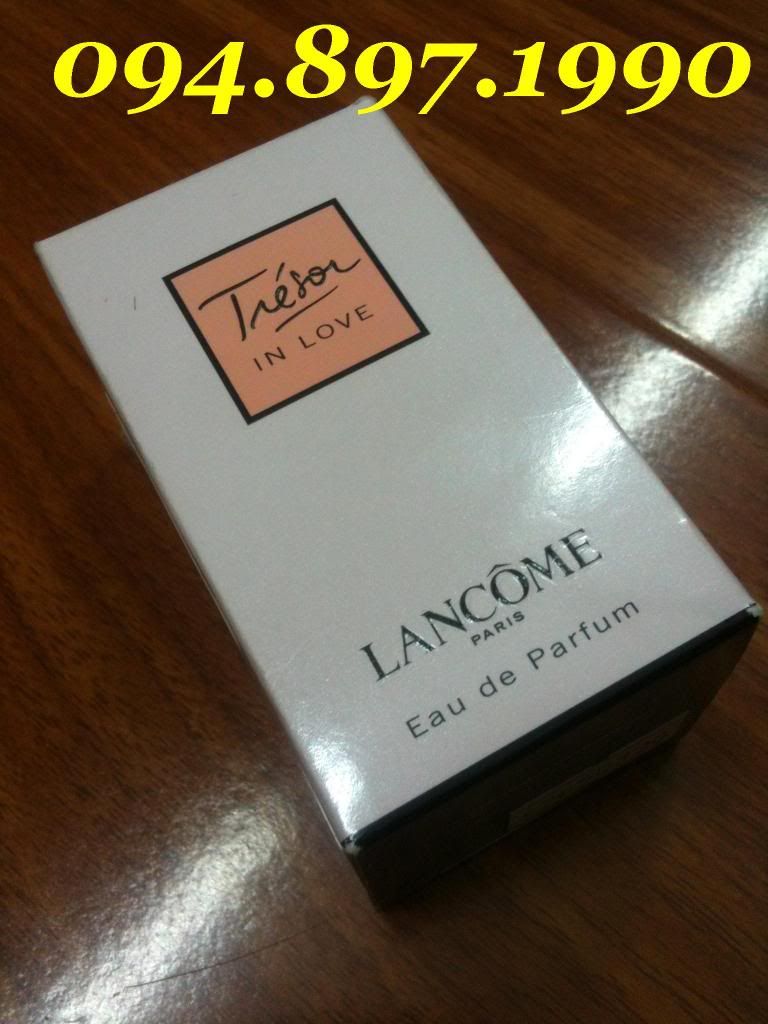 094.897.1990
Trésor
IN LOVE
LANCÔME
PARIS
Eau de Parfum